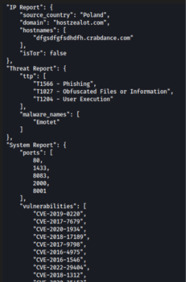 "IP Report": {
"source_country": "Poland",
"domain": "hostzealot.com",
"hostnames": [
"dfgsdfgfsdhdfh.crabdance.com"
],
"isTor": false
"Threat Report": {
"ttp": [
"T1566 - Phishing",
"T1027 - Obfuscated Files or Information",
"T1204 - User Execution"
],
"malware_names": [
"Emotet"
],
"System Report": {
"ports": [
80,
1433,
8083,
2000,
8001
],
"vulnerabilities": [
"CVE-2019-0220",
"CVE-2017-7679",
"CVE-2020-1934",
"CVE-2018-17189",
"CVE-2017-9798",
"CVE-2016-4975",
"CVE-2016-1546",
"CVE-2022-29404",
"CVE-2018-1312",